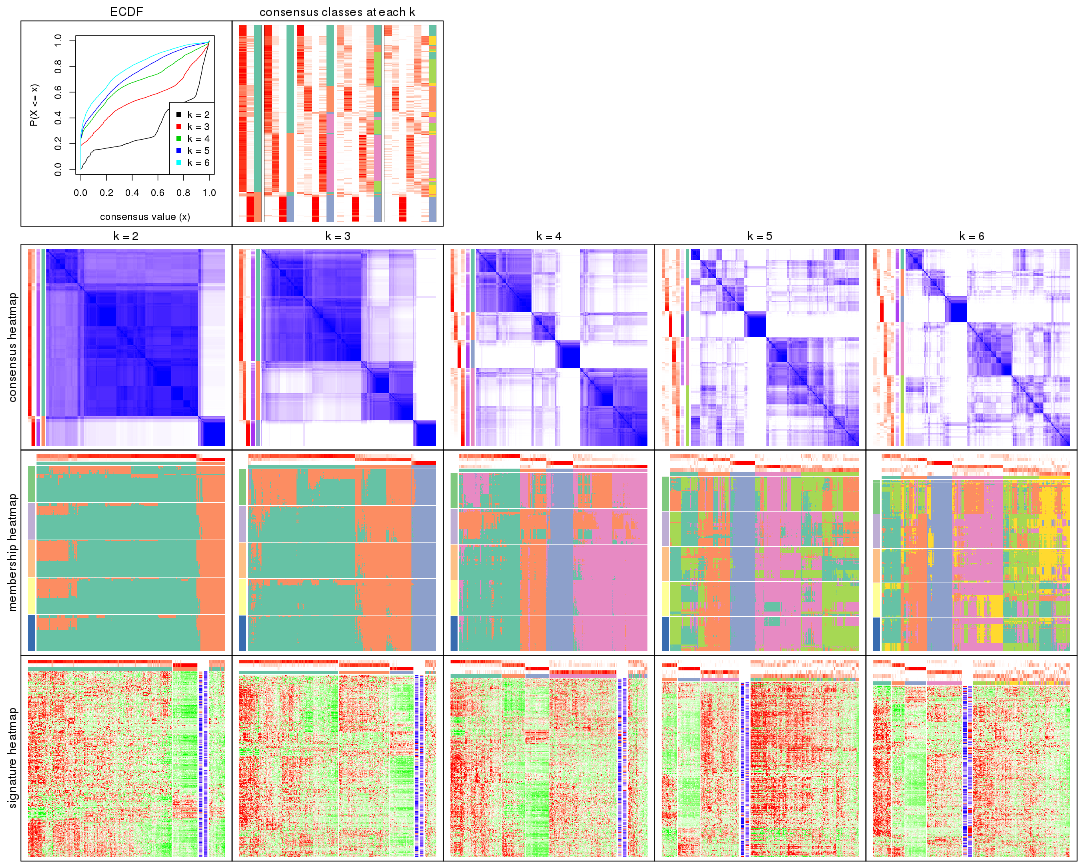 ECDF
consensus classes at each k
P(X <= x)
0.0 0.2 0.4 0.6 0.8 1.0
k = 2
k = 3
k = 4
k = 5
k = 6
0.0 0.2 0.4 0.6 0.8 1.0
consensus value (x)
k = 2
k = 3
k = 4
k = 5
k = 6
consensus heatmap
membership heatmap
signature heatmap